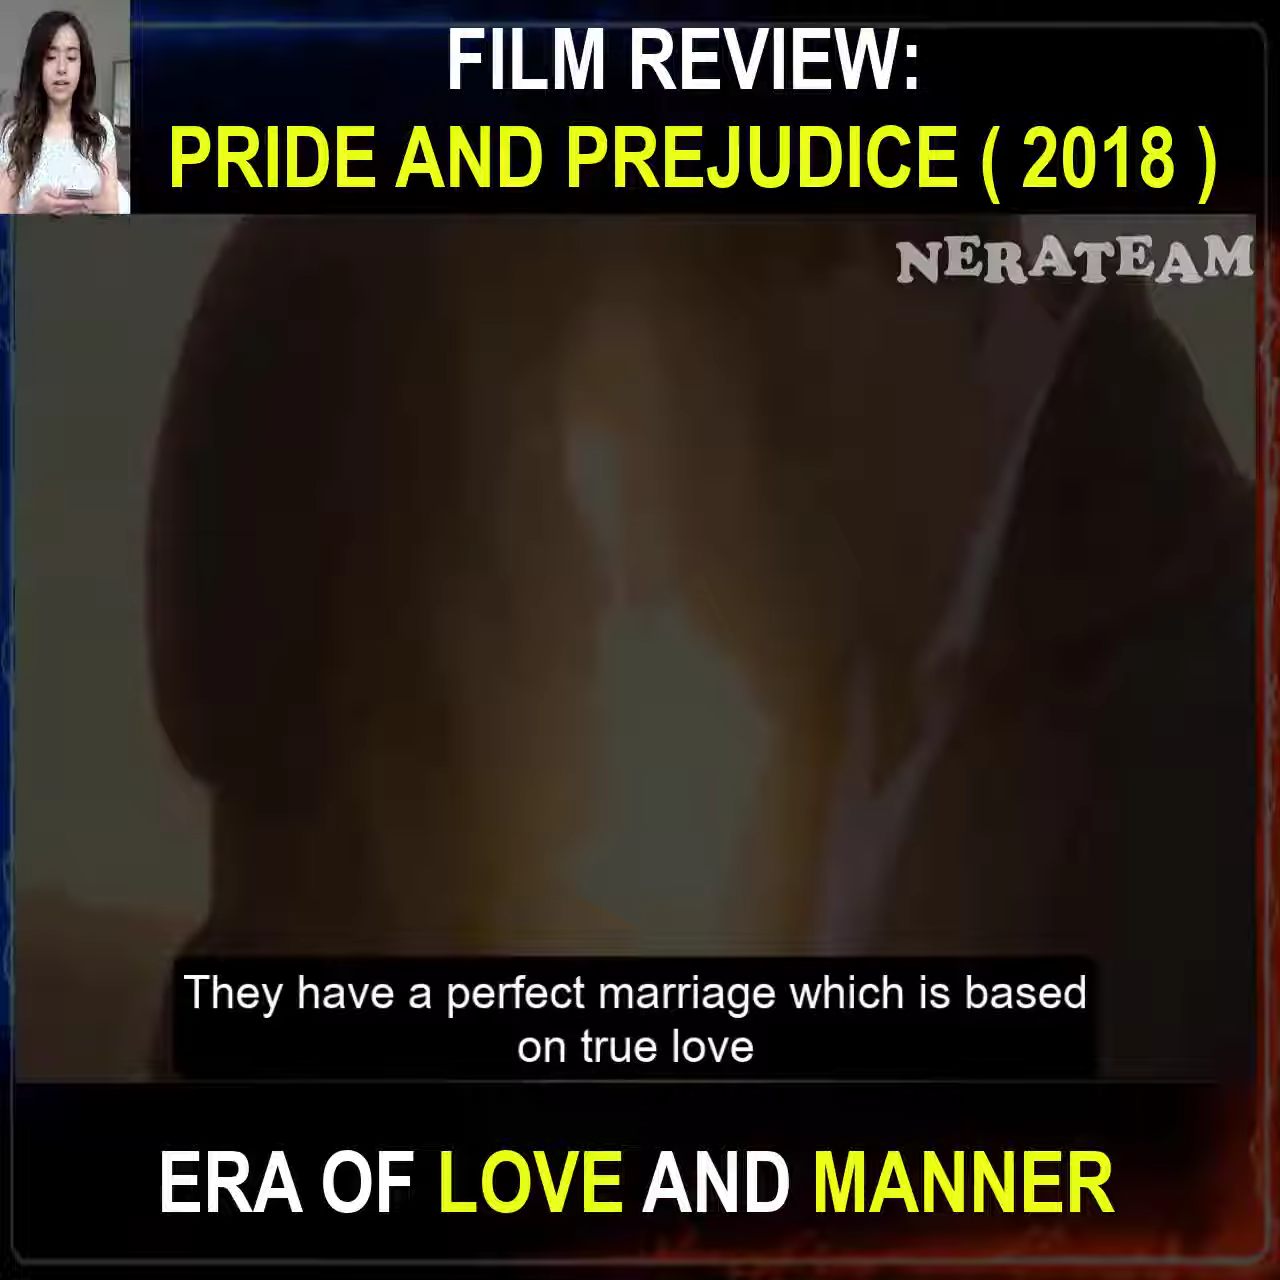 FILM REVIEW:
PRIDE AND PREJUDICE ( 2018 )
NERATEAM
They have a perfect marriage which is based
on true love
ERA OF LOVE AND MANNER